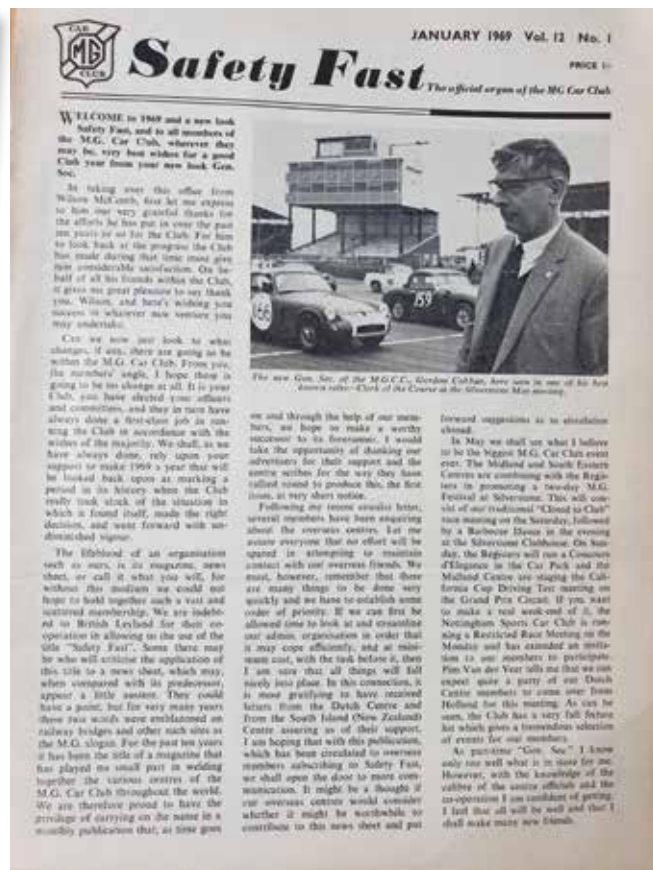 CAR
MG
CLUB
JANUARY 1969 Vol. 12 No. 1
Safety Fast
PRICE 1/-
The official organ of the MG Car Club
WELCOME to 1969 and a new look
Safety Fast, and to all members of
the M.G. Car Club, wherever they
may be, very best wishes for a good
Club year from your new look Gen.
Sec.
In taking over this office from
Wilson McComb, first let me express
to him our very grateful thanks for
the efforts he has put in over the past
ten years or so for the Club. For him
to look back at the progress the Club
has made during that time must give
him considerable satisfaction. On be-
half of all his friends within the Club,
it gives me great pleasure to say thank
you, Wilson, and here's wishing you
success in whatever new venture you
may undertake.
Can we now just look to what
changes, if any, there are going to be
within the M.G. Car Club. From you,
the members' angle, I hope there is
going to be no change at all. It is your
Club, you have elected your officers
and committees, and they in turn have
always done a first-class job in run-
ning the Club in accordance with the
wishes of the majority. We shall, as we
have always done, rely upon your
support to make 1969 a year that will
be looked back upon as marking a
period in its history when the Club
really took stock of the situation in
which it found itself, made the right
decision, and went forward with un-
diminished vigour.
The lifeblood of an organisation
such as ours, is its magazine, news
sheet, or call it what you will, for
without this medium we could not
hope to hold together such a vast and
scattered membership. We are indebt-
ed to British Leyland for their co-
operation in allowing us the use of the
title "Safety Fast". Some there may
be who will criticise the application of
this title to a news sheet, which may,
when compared with its predecessor,
appear a little austere. They could
have a point, but for very many years
these two words were emblazoned on
railway bridges and other such sites as
the M.G. slogan. For the past ten years
it has been the title of a magazine that
has played no small part in welding
together the various centres of the
M.G. Car Club throughout the world.
We are therefore proud to have the
privilege of carrying on the name in a
monthly publication that, as time goes
166
159
The new Gen. Sec. of the M.G.C.C., Gordon Cobban, here seen in one of his best
known roles—Clerk of the Course at the Silverstone May meeting.
on and through the help of our mem-
bers, we hope to make a worthy
successor to its forerunner. I would
take the opportunity of thanking our
advertisers for their support and the
centre scribes for the way they have
rallied round to produce this, the first
issue, at very short notice.
Following my recent circular letter,
several members have been enquiring
about the overseas centres. Let me
assure everyone that no effort will be
spared in attempting to maintain
contact with our overseas friends. We
must, however, remember that there
are many things to be done very
quickly and we have to establish some
order of priority. If we can first be
allowed time to look at and streamline
our admin. organisation in order that
it may cope efficiently, and at mini-
mum cost, with the task before it, then
I am sure that all things will fall
nicely into place. In this connection, it
is most gratifying to have received
letters from the Dutch Centre and
from the South Island (New Zealand)
Centre assuring us of their support.
I am hoping that with this publication,
which has been circulated to overseas
members subscribing to Safety Fast,
we shall open the door to more com-
munication. It might be a thought if
our overseas centres would consider
whether it might be worthwhile to
contribute to this news sheet and put
forward suggestions as to circulation
abroad.
In May we shall see what I believe
to be the biggest M.G. Car Club event
ever. The Midland and South Eastern
Centres are combining with the Regis-
ters in promoting a two-day M.G.
Festival at Silverstone. This will con-
sist of our traditional "Closed to Club"
race meeting on the Saturday, followed
by a Barbecue Dance in the evening
at the Silverstone Clubhouse. On Sun-
day, the Registers will run a Concours
d'Elegance in the Car Park and the
Midland Centre are staging the Cali-
fornia Cup Driving Test meeting on
the Grand Prix Circuit. If you want
to make a real week-end of it, the
Nottingham Sports Car Club is run-
ning a Restricted Race Meeting on the
Monday and has extended an invita-
tion to our members to participate.
Pim Van der Veer tells me that we can
expect quite a party of our Dutch
Centre members to come over from
Holland for this meeting. As can be
seen, the Club has a very full fixture
list which gives a tremendous selection
of events for our members.
As part-time "Gen. Sec." I know
only too well what is in store for me.
However, with the knowledge of the
calibre of the centre officials and the
co-operation I am confident of getting,
I feel that all will be well and that I
shall make many new friends.